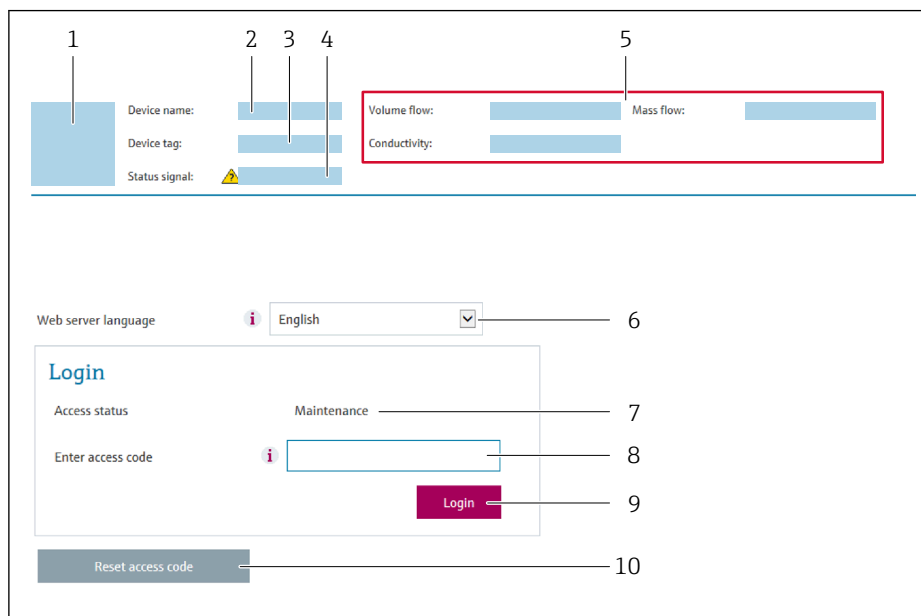 1 2 3 4 5
Device name: Volume flow: Mass flow:
Device tag: Conductivity:
Status signal: ?
Web server language i English 6
Login
Access status Maintenance 7
Enter access code i 8
Login 9
Reset access code 10